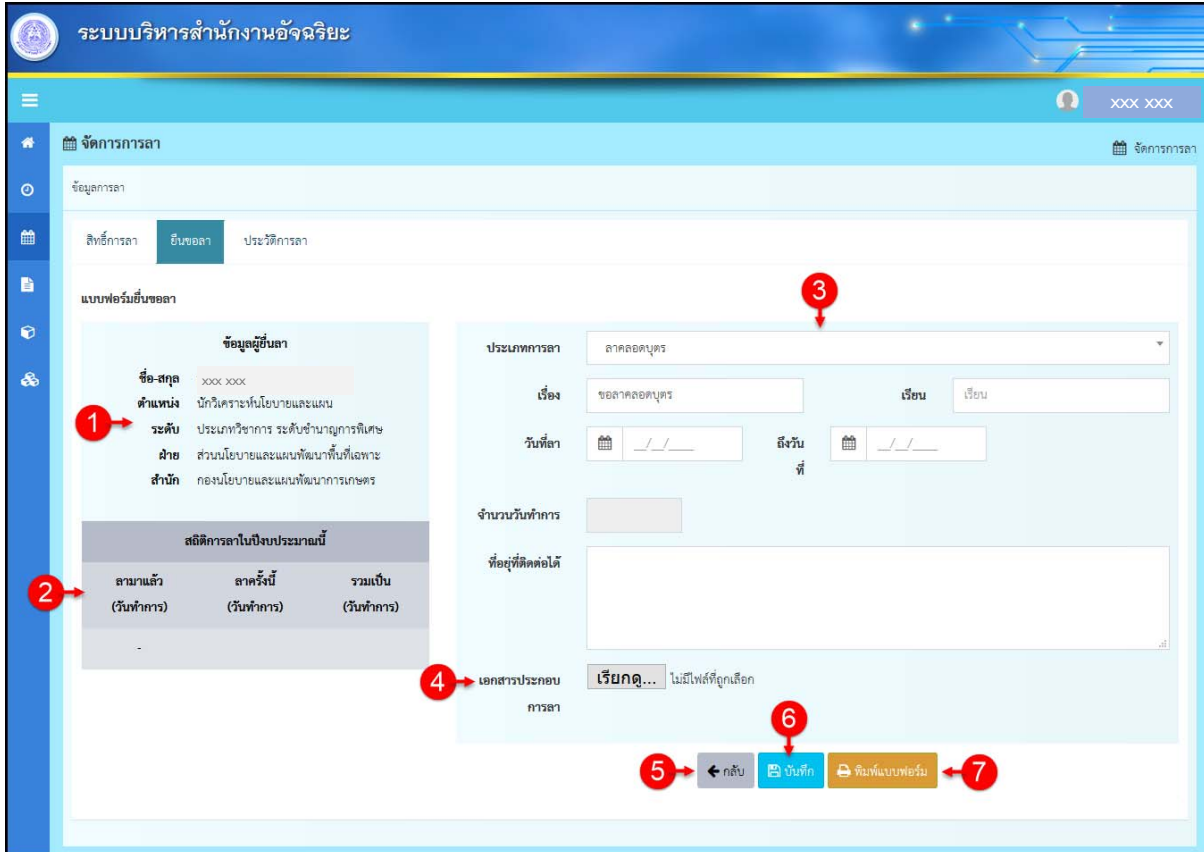 ระบบบริหารสำนักงานอัจฉริยะ
xxx xxx
จัดการการลา
จัดการการลา
ข้อมูลการลา
สิทธิ์การลา ยื่นขอลา ประวัติการลา
แบบฟอร์มยื่นขอลา
3
ข้อมูลผู้ยื่นลา
ประเภทการลา ลาคลอดบุตร
ชื่อ-สกุล xxx xxx
เรื่อง ขอลาคลอดบุตร เรียน เรียน
ตำแหน่ง นักวิเคราะห์นโยบายและแผน
1
ระดับ ประเภทวิชาการ ระดับชำนาญการพิเศษ
ฝ่าย ส่วนนโยบายและแผนพัฒนาพื้นที่เฉพาะ
สำนัก กองนโยบายและแผนพัฒนาการเกษตร
วันที่ลา __/__/____ ถึงวัน
ที่ __/__/____
จำนวนวันทำการ
สถิติการลาในปีงบประมาณนี้
ที่อยู่ที่ติดต่อได้
2
ลามาแล้ว ลาครั้งนี้ รวมเป็น
(วันทำการ) (วันทำการ) (วันทำการ)
-
4
เอกสารประกอบ
การลา
เรียกดู... ไม่มีไฟล์ที่ถูกเลือก
6
5 กลับ บันทึก พิมพ์แบบฟอร์ม 7